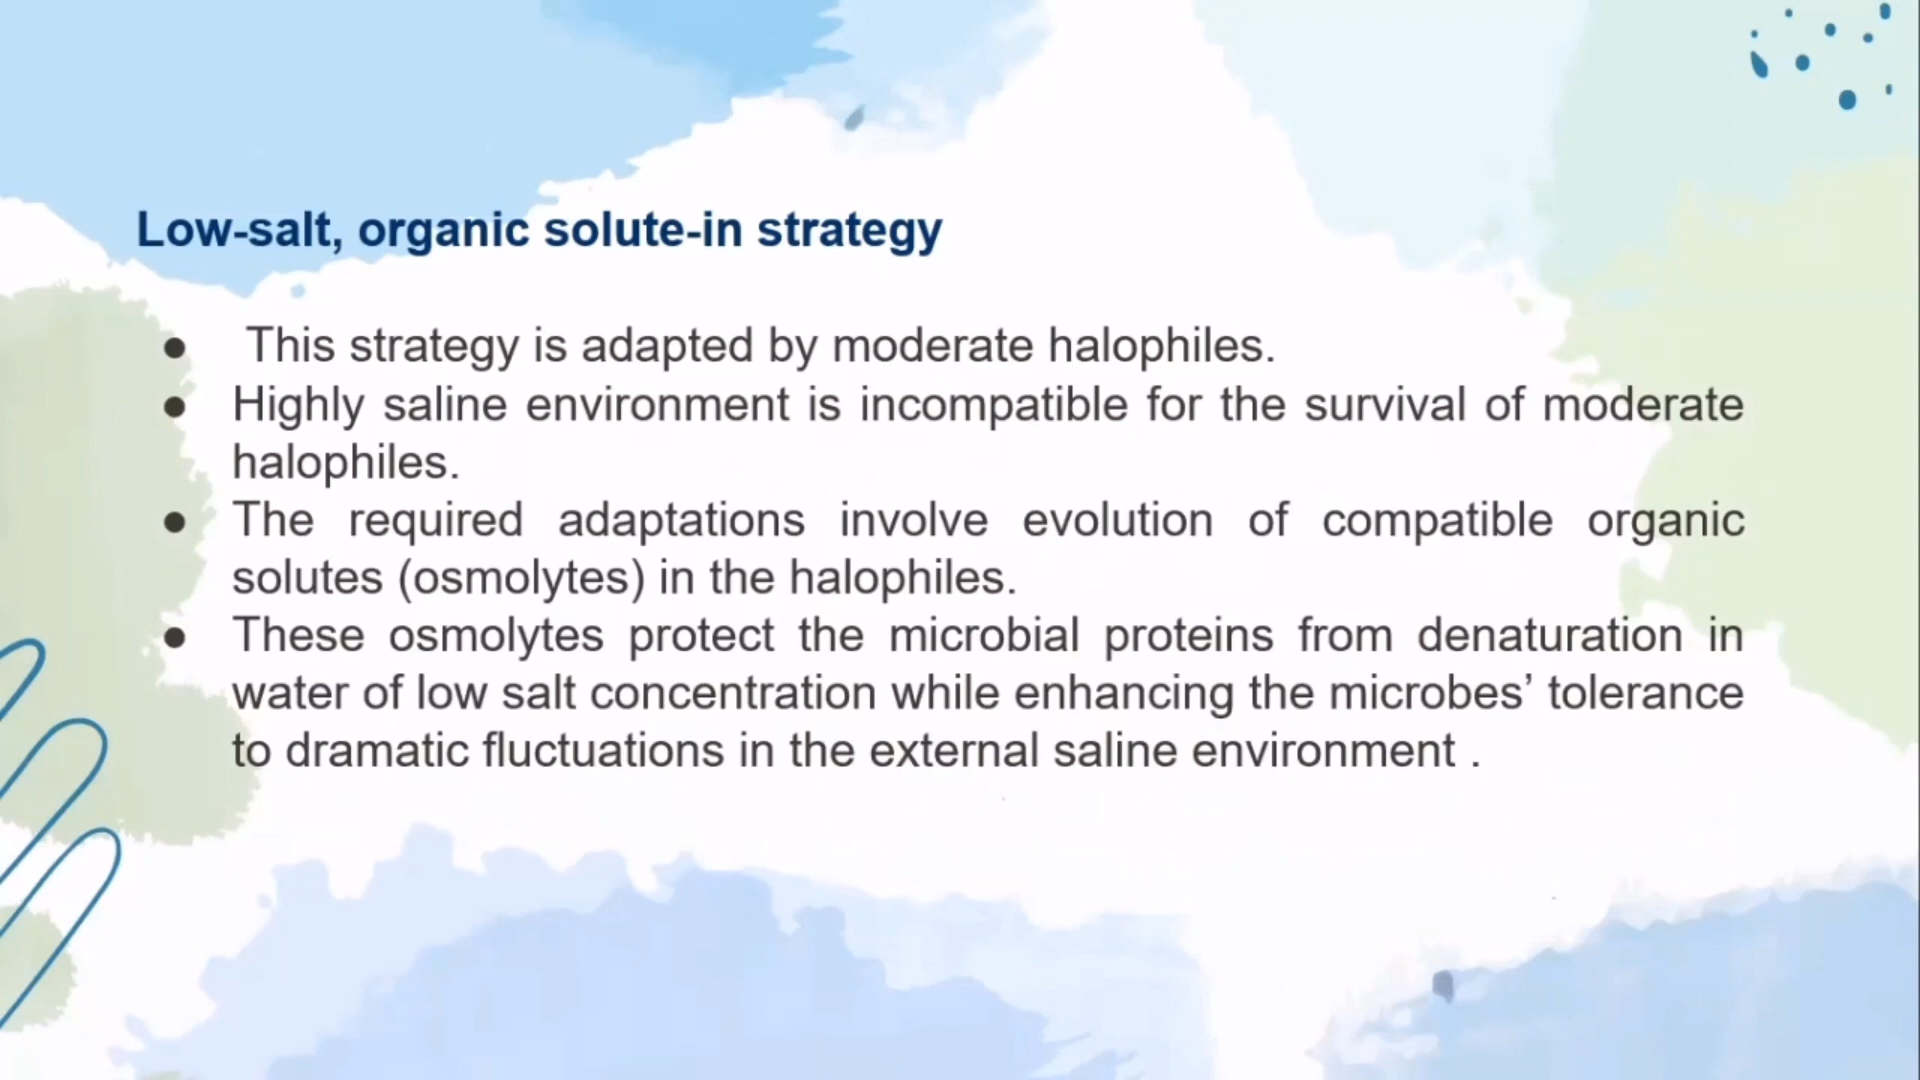 Low-salt, organic solute-in strategy
● This strategy is adapted by moderate halophiles.
● Highly saline environment is incompatible for the survival of moderate
halophiles.
● The required adaptations involve evolution of compatible organic
solutes (osmolytes) in the halophiles.
● These osmolytes protect the microbial proteins from denaturation in
water of low salt concentration while enhancing the microbes’ tolerance
to dramatic fluctuations in the external saline environment .